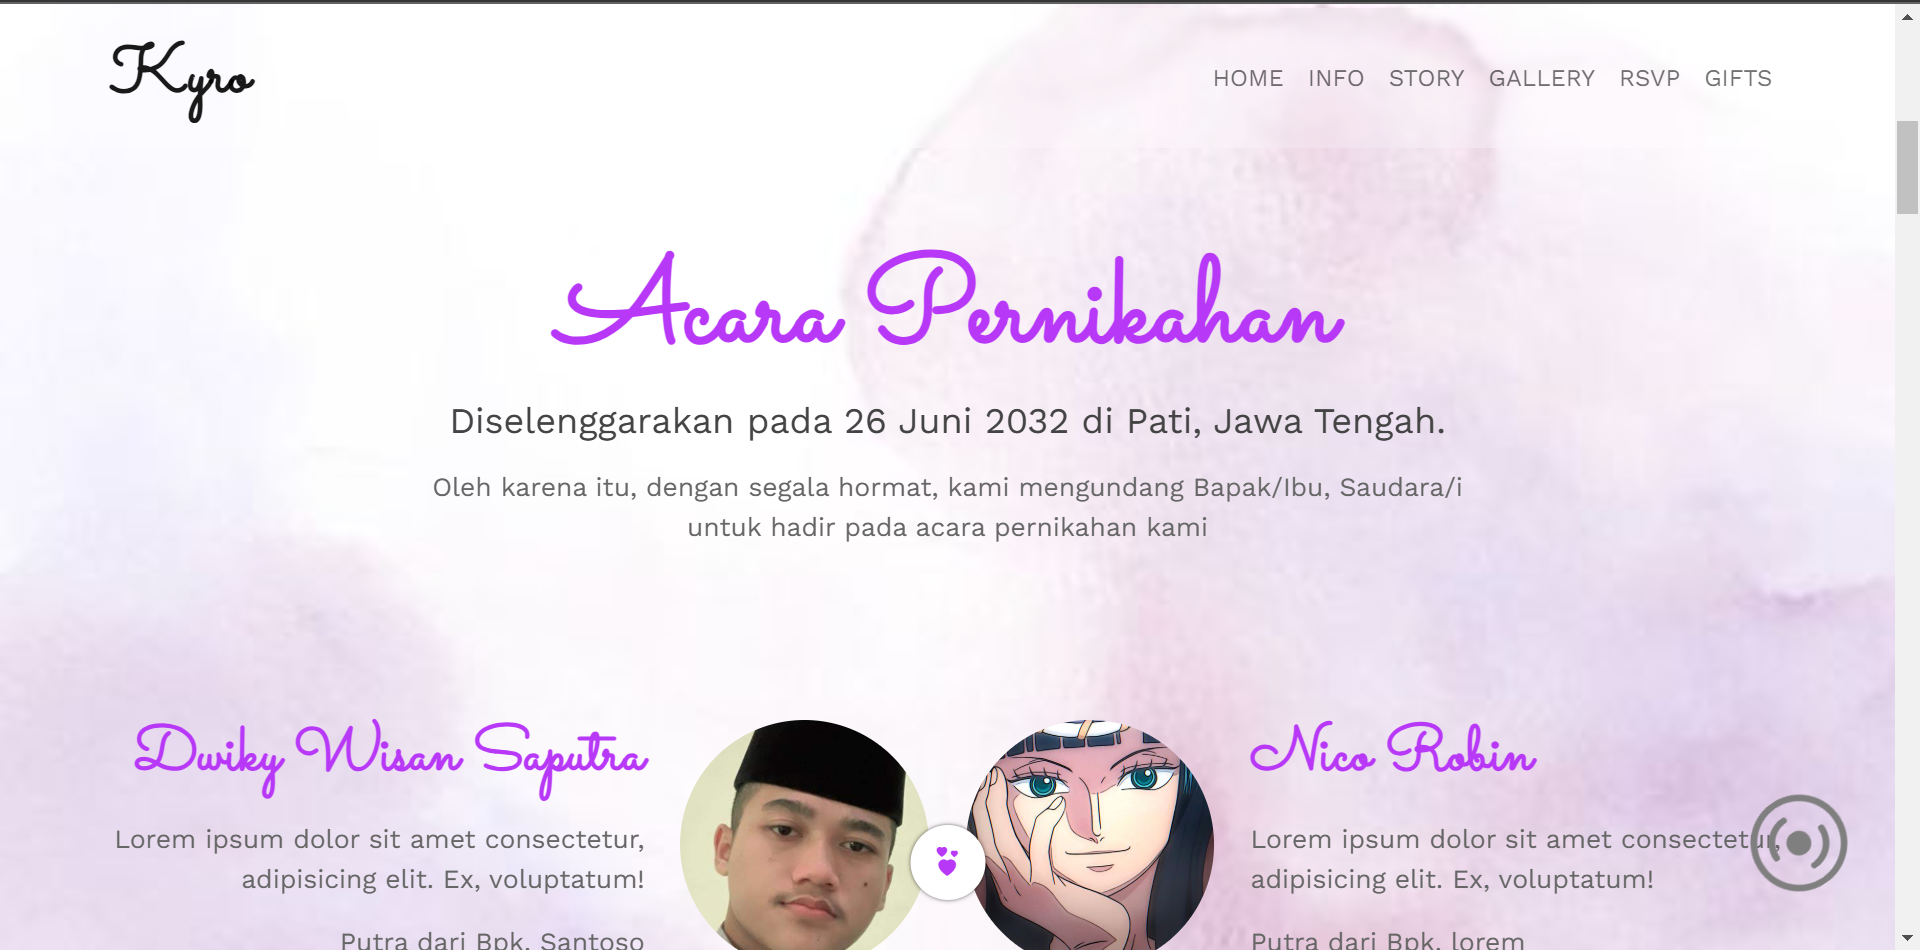 Kyro
HOME INFO STORY GALLERY RSVP GIFTS
Acara Pernikahan
Diselenggarakan pada 26 Juni 2032 di Pati, Jawa Tengah.
Oleh karena itu, dengan segala hormat, kami mengundang Bapak/Ibu, Saudara/i
untuk hadir pada acara pernikahan kami
Dwiky Wisan Saputra
Lorem ipsum dolor sit amet consectetur,
adipisicing elit. Ex, voluptatum!
Putra dari Bpk. Santoso
Nico Robin
Lorem ipsum dolor sit amet consectetur,
adipisicing elit. Ex, voluptatum!
Putra dari Bpk. lorem